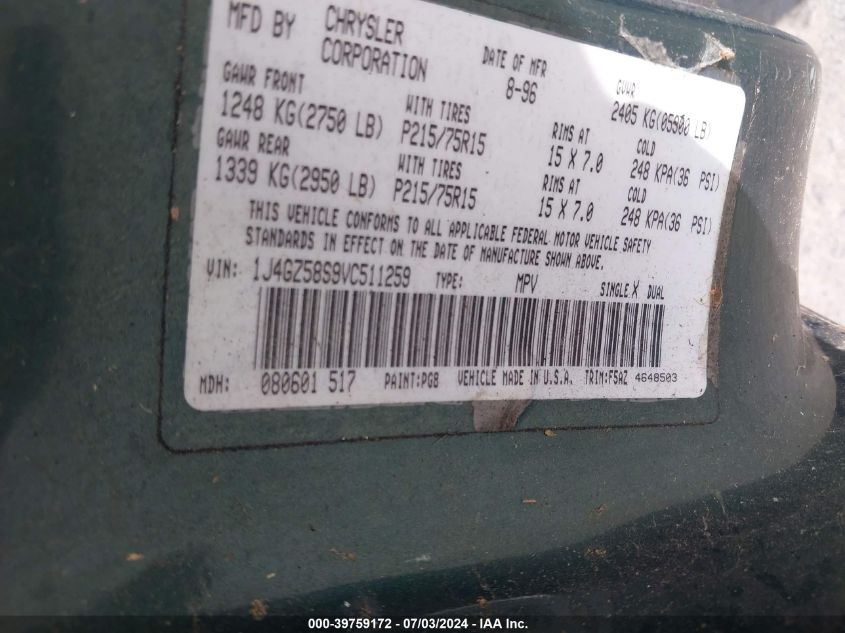 MFD BY CHRYSLER CORPORATION DATE OF MFR 8-96 GVWR 2405 KG(05300 LB)
GAWR FRONT 1248 KG(2750 LB) WITH TIRES P215/75R15 RIMS AT 15 X 7.0 COLD 248 KPA(36 PSI)
GAWR REAR 1339 KG(2950 LB) WITH TIRES P215/75R15 RIMS AT 15 X 7.0 COLD 248 KPA(36 PSI)
THIS VEHICLE CONFORMS TO ALL APPLICABLE FEDERAL MOTOR VEHICLE SAFETY
STANDARDS IN EFFECT ON THE DATE OF MANUFACTURE SHOWN ABOVE.
VIN: 1J4GZ58S9VC511259 TYPE: MPV SINGLE X DUAL
MDH: 080601 517 PAINT:PG8 VEHICLE MADE IN U.S.A. TRIM:F5AZ 4648503
000-39759172 - 07/03/2024 - IAAI Inc.